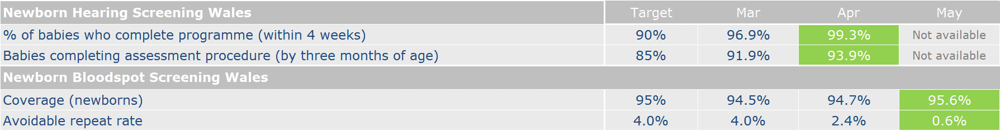 Newborn Hearing Screening Wales Target Mar Apr May
% of babies who complete programme (within 4 weeks) 90% 96.9% 99.3% Not available
Babies completing assessment procedure (by three months of age) 85% 91.9% 93.9% Not available
Newborn Bloodspot Screening Wales
Coverage (newborns) 95% 94.5% 94.7% 95.6%
Avoidable repeat rate 4.0% 4.0% 2.4% 0.6%